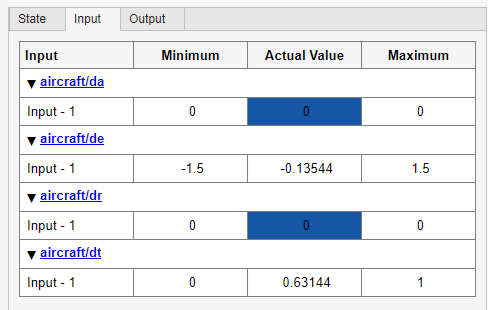 State Input Output
Input Minimum Actual Value Maximum
▼ aircraft/da
Input - 1 0 0 0
▼ aircraft/de
Input - 1 -1.5 -0.13544 1.5
▼ aircraft/dr
Input - 1 0 0 0
▼ aircraft/dt
Input - 1 0 0.63144 1